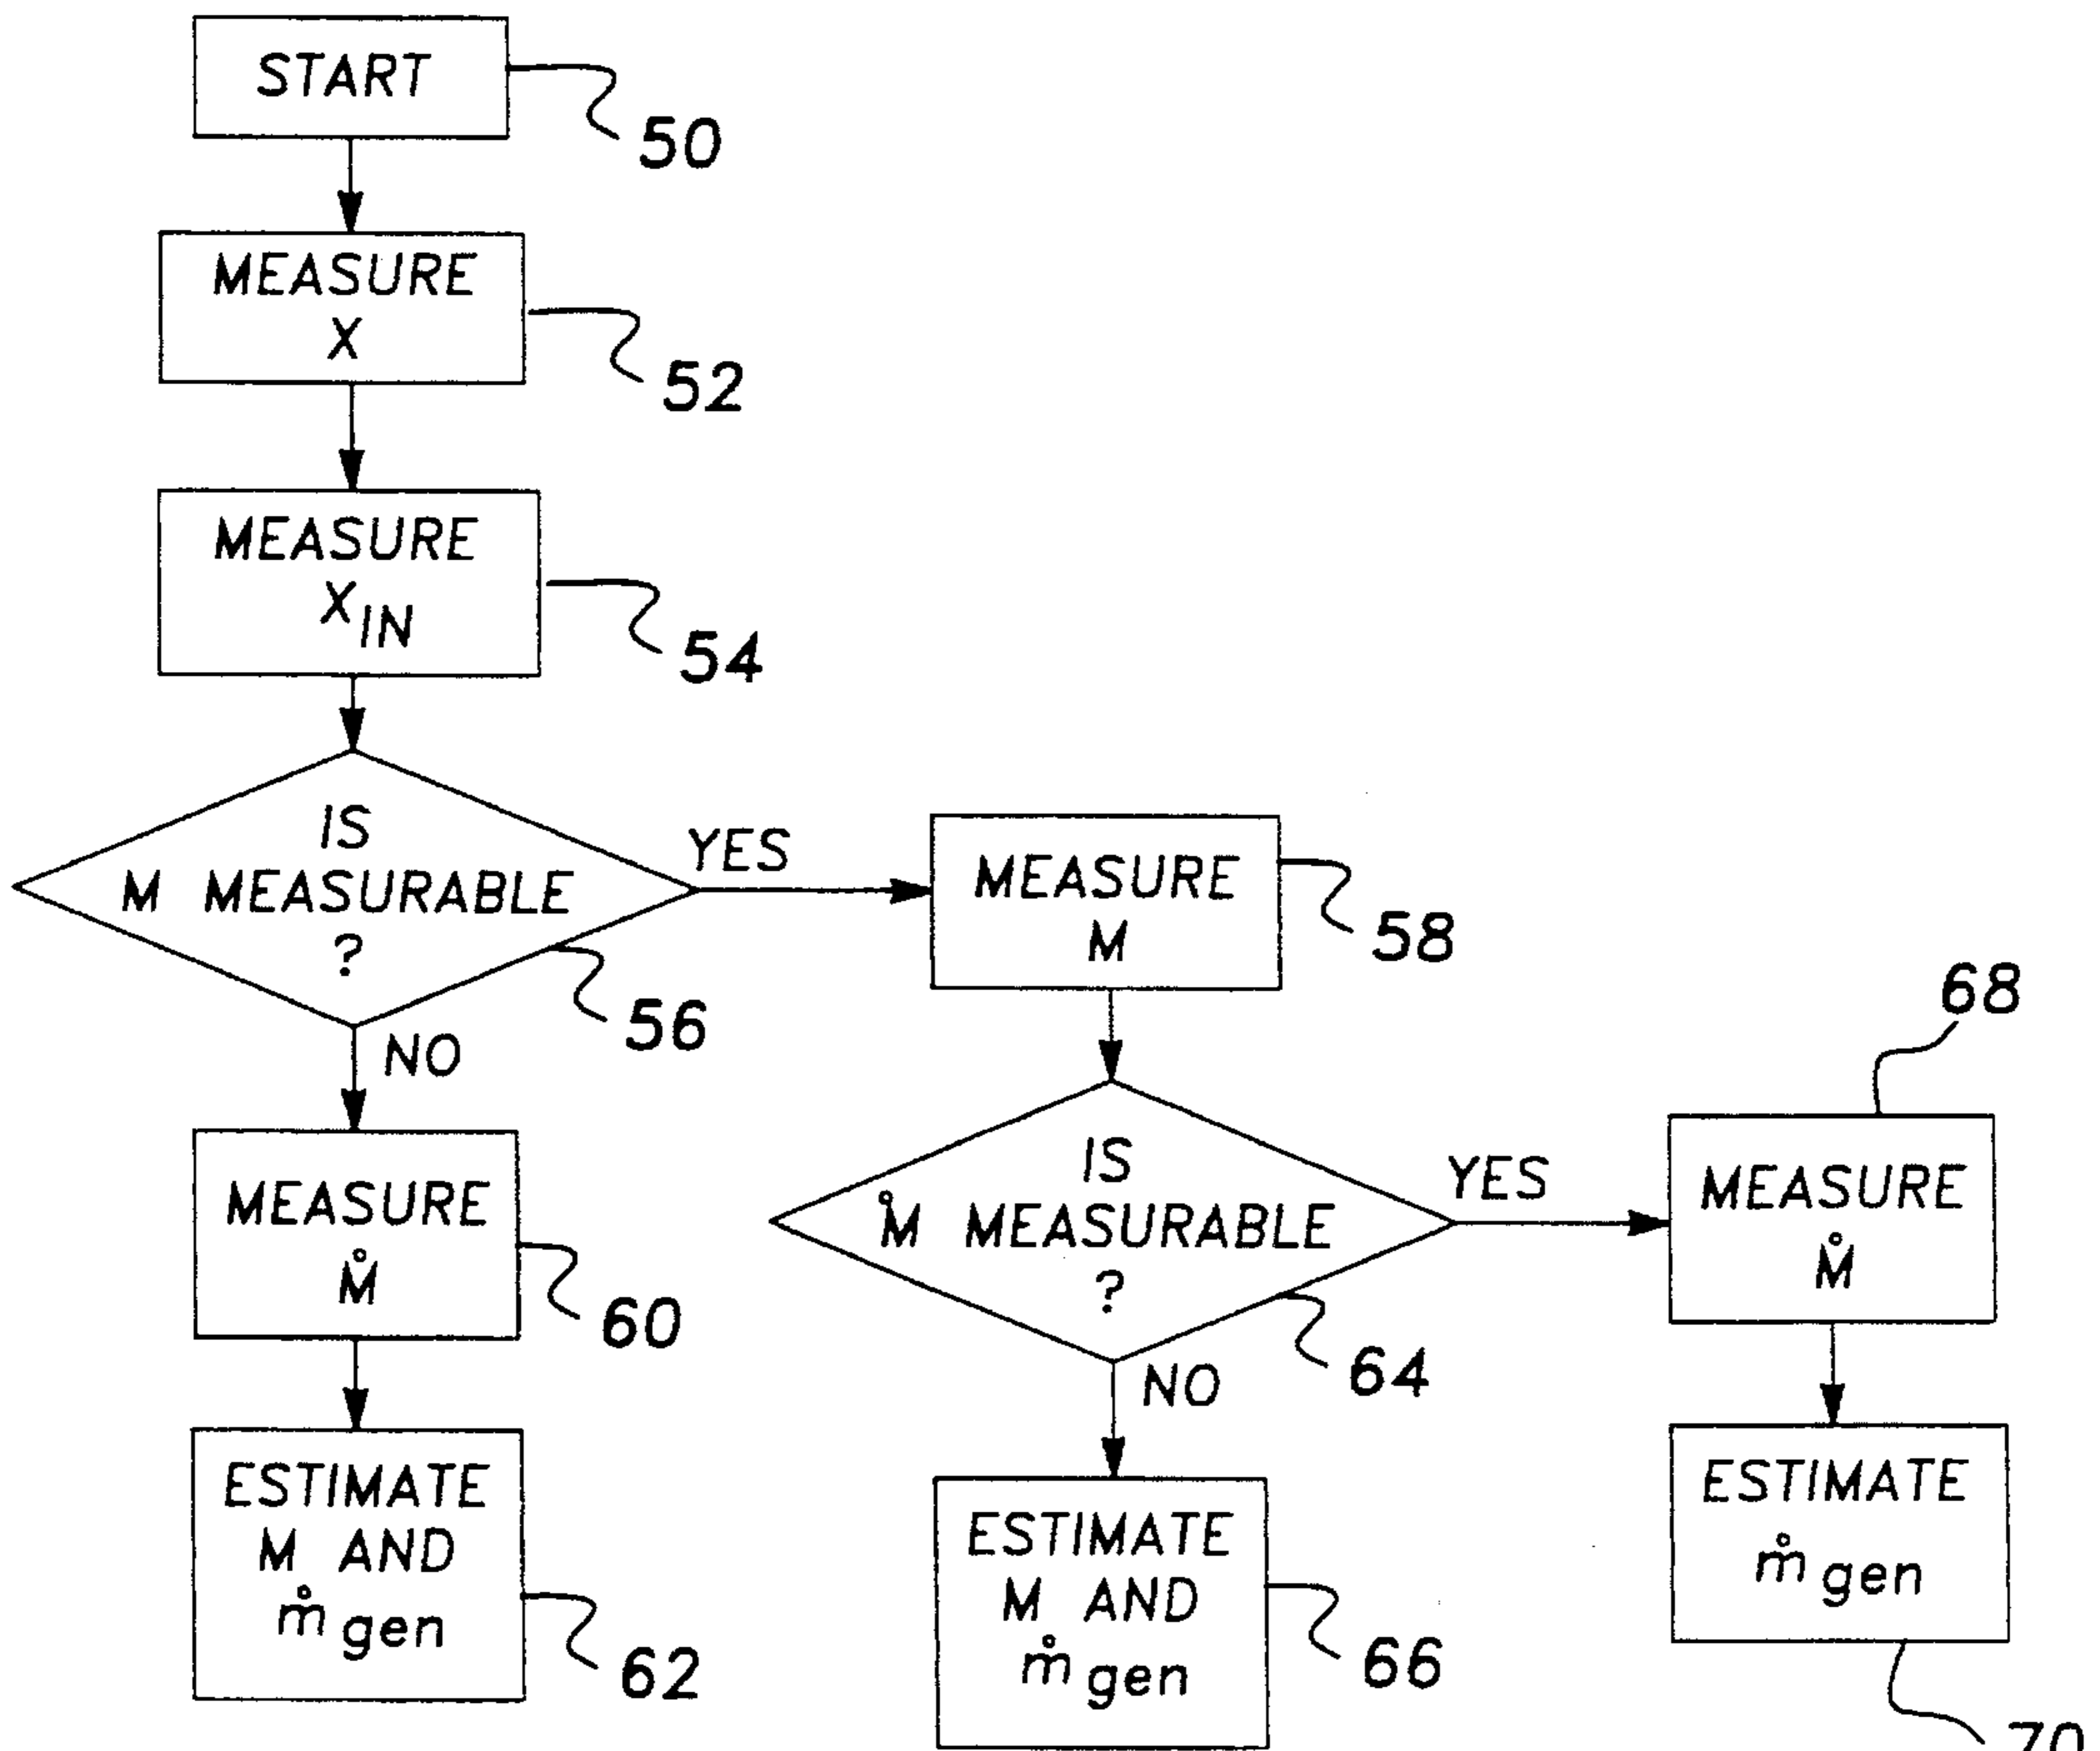 START
50
MEASURE
X
52
MEASURE
X_IN
54
IS
M MEASURABLE
?
56
YES
NO
MEASURE
M
58
MEASURE
M̊
60
ESTIMATE
M AND
m̊ gen
62
IS
M̊ MEASURABLE
?
64
YES
NO
ESTIMATE
M AND
m̊ gen
66
68
MEASURE
M̊
ESTIMATE
m̊ gen
70